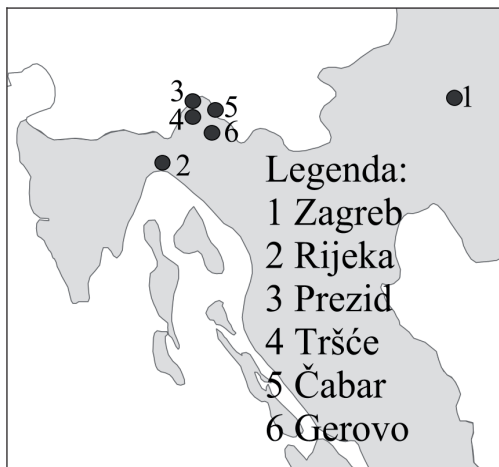 3
4
5
6
1
2
Legenda:
1 Zagreb
2 Rijeka
3 Prezid
4 Tršće
5 Čabar
6 Gerovo